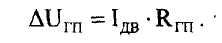 ΔU_ГП = I_ДВ · R_ГП .